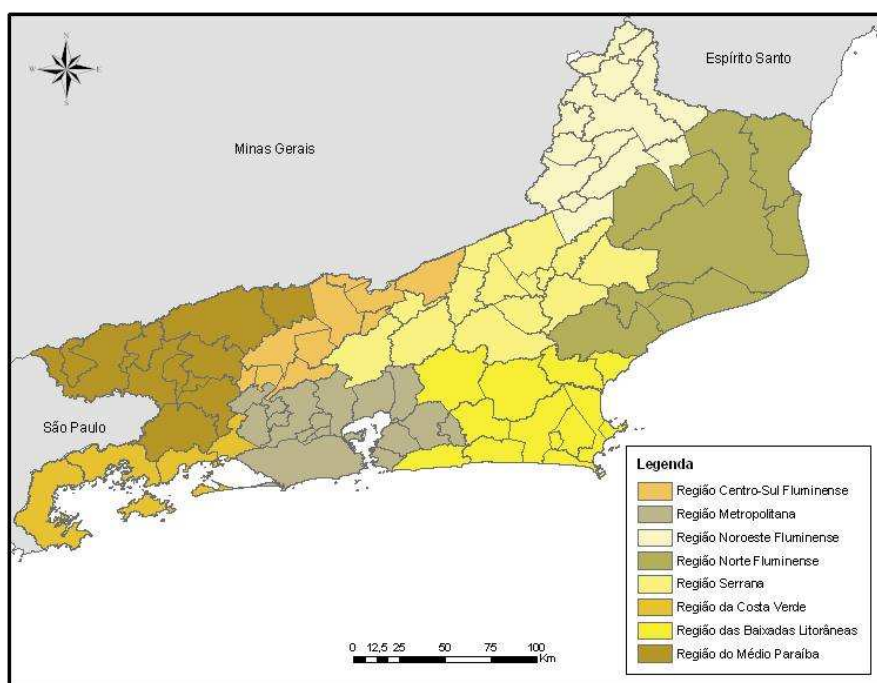 N
W E
S
Espírito Santo
Minas Gerais
São Paulo
Legenda
Região Centro-Sul Fluminense
Região Metropolitana
Região Noroeste Fluminense
Região Norte Fluminense
Região Serrana
Região da Costa Verde
Região das Baixadas Litorâneas
Região do Médio Paraíba
0 12,5 25 50 75 100
Km